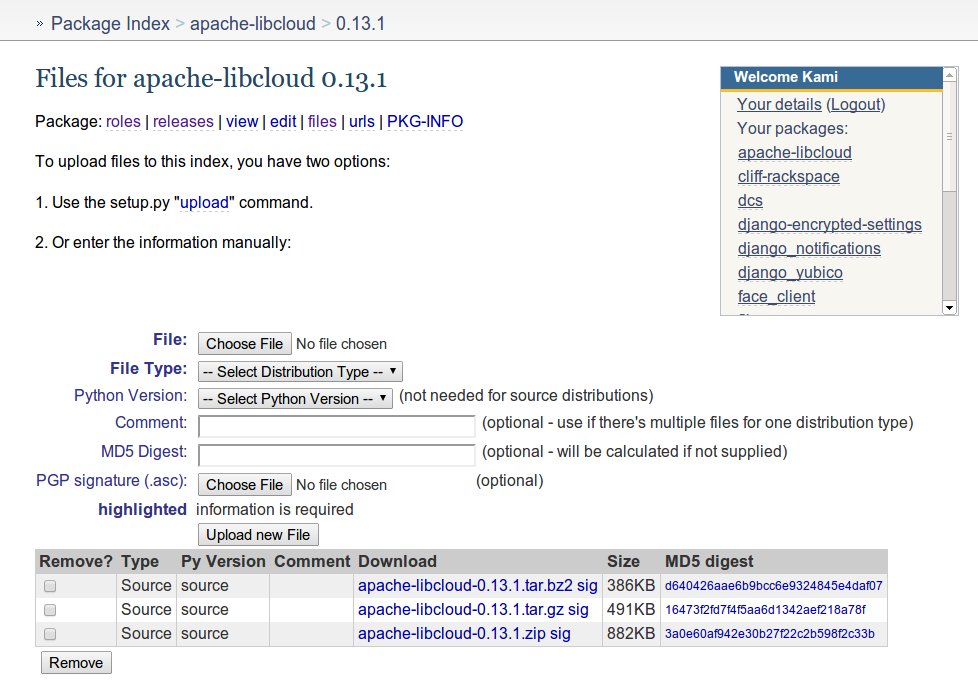 » Package Index > apache-libcloud > 0.13.1
Files for apache-libcloud 0.13.1
Package: roles | releases | view | edit | files | urls | PKG-INFO
To upload files to this index, you have two options:
1. Use the setup.py "upload" command.
2. Or enter the information manually:
Welcome Kami
Your details (Logout)
Your packages:
apache-libcloud
cliff-rackspace
dcs
django-encrypted-settings
django_notifications
django_yubico
face_client
File: Choose File No file chosen
File Type: -- Select Distribution Type --
Python Version: -- Select Python Version -- (not needed for source distributions)
Comment: (optional - use if there's multiple files for one distribution type)
MD5 Digest: (optional - will be calculated if not supplied)
PGP signature (.asc): Choose File No file chosen (optional)
highlighted information is required
Upload new File
Remove? Type Py Version Comment Download Size MD5 digest
Source source apache-libcloud-0.13.1.tar.bz2 sig 386KB d640426aae6b9bcc6e9324845e4daf07
Source source apache-libcloud-0.13.1.tar.gz sig 491KB 16473f2fd7f4f5aa6d1342aef218a78f
Source source apache-libcloud-0.13.1.zip sig 882KB 3a0e60af942e30b27f22c2b598f2c33b
Remove